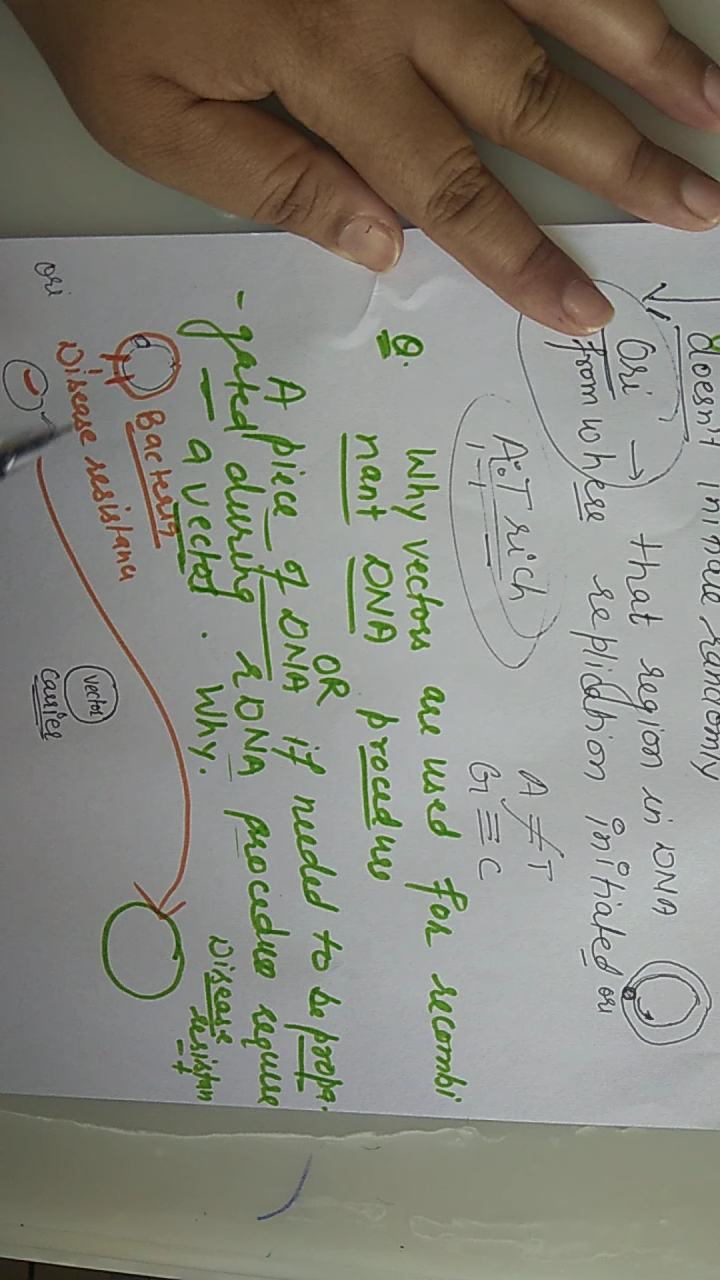 doesn't initiate randomly
Ori → that region in DNA
from where replication initiated
ori
A:T rich
A = T
G ≡ C
Q. Why vectors are used for recombi
nant DNA procedure
OR
A piece of DNA if needed to be propa-
-gated during rDNA procedure require
a vector. Why.
Disease
resistan
Bacteria
Disease resistance
vector
carrier
ori